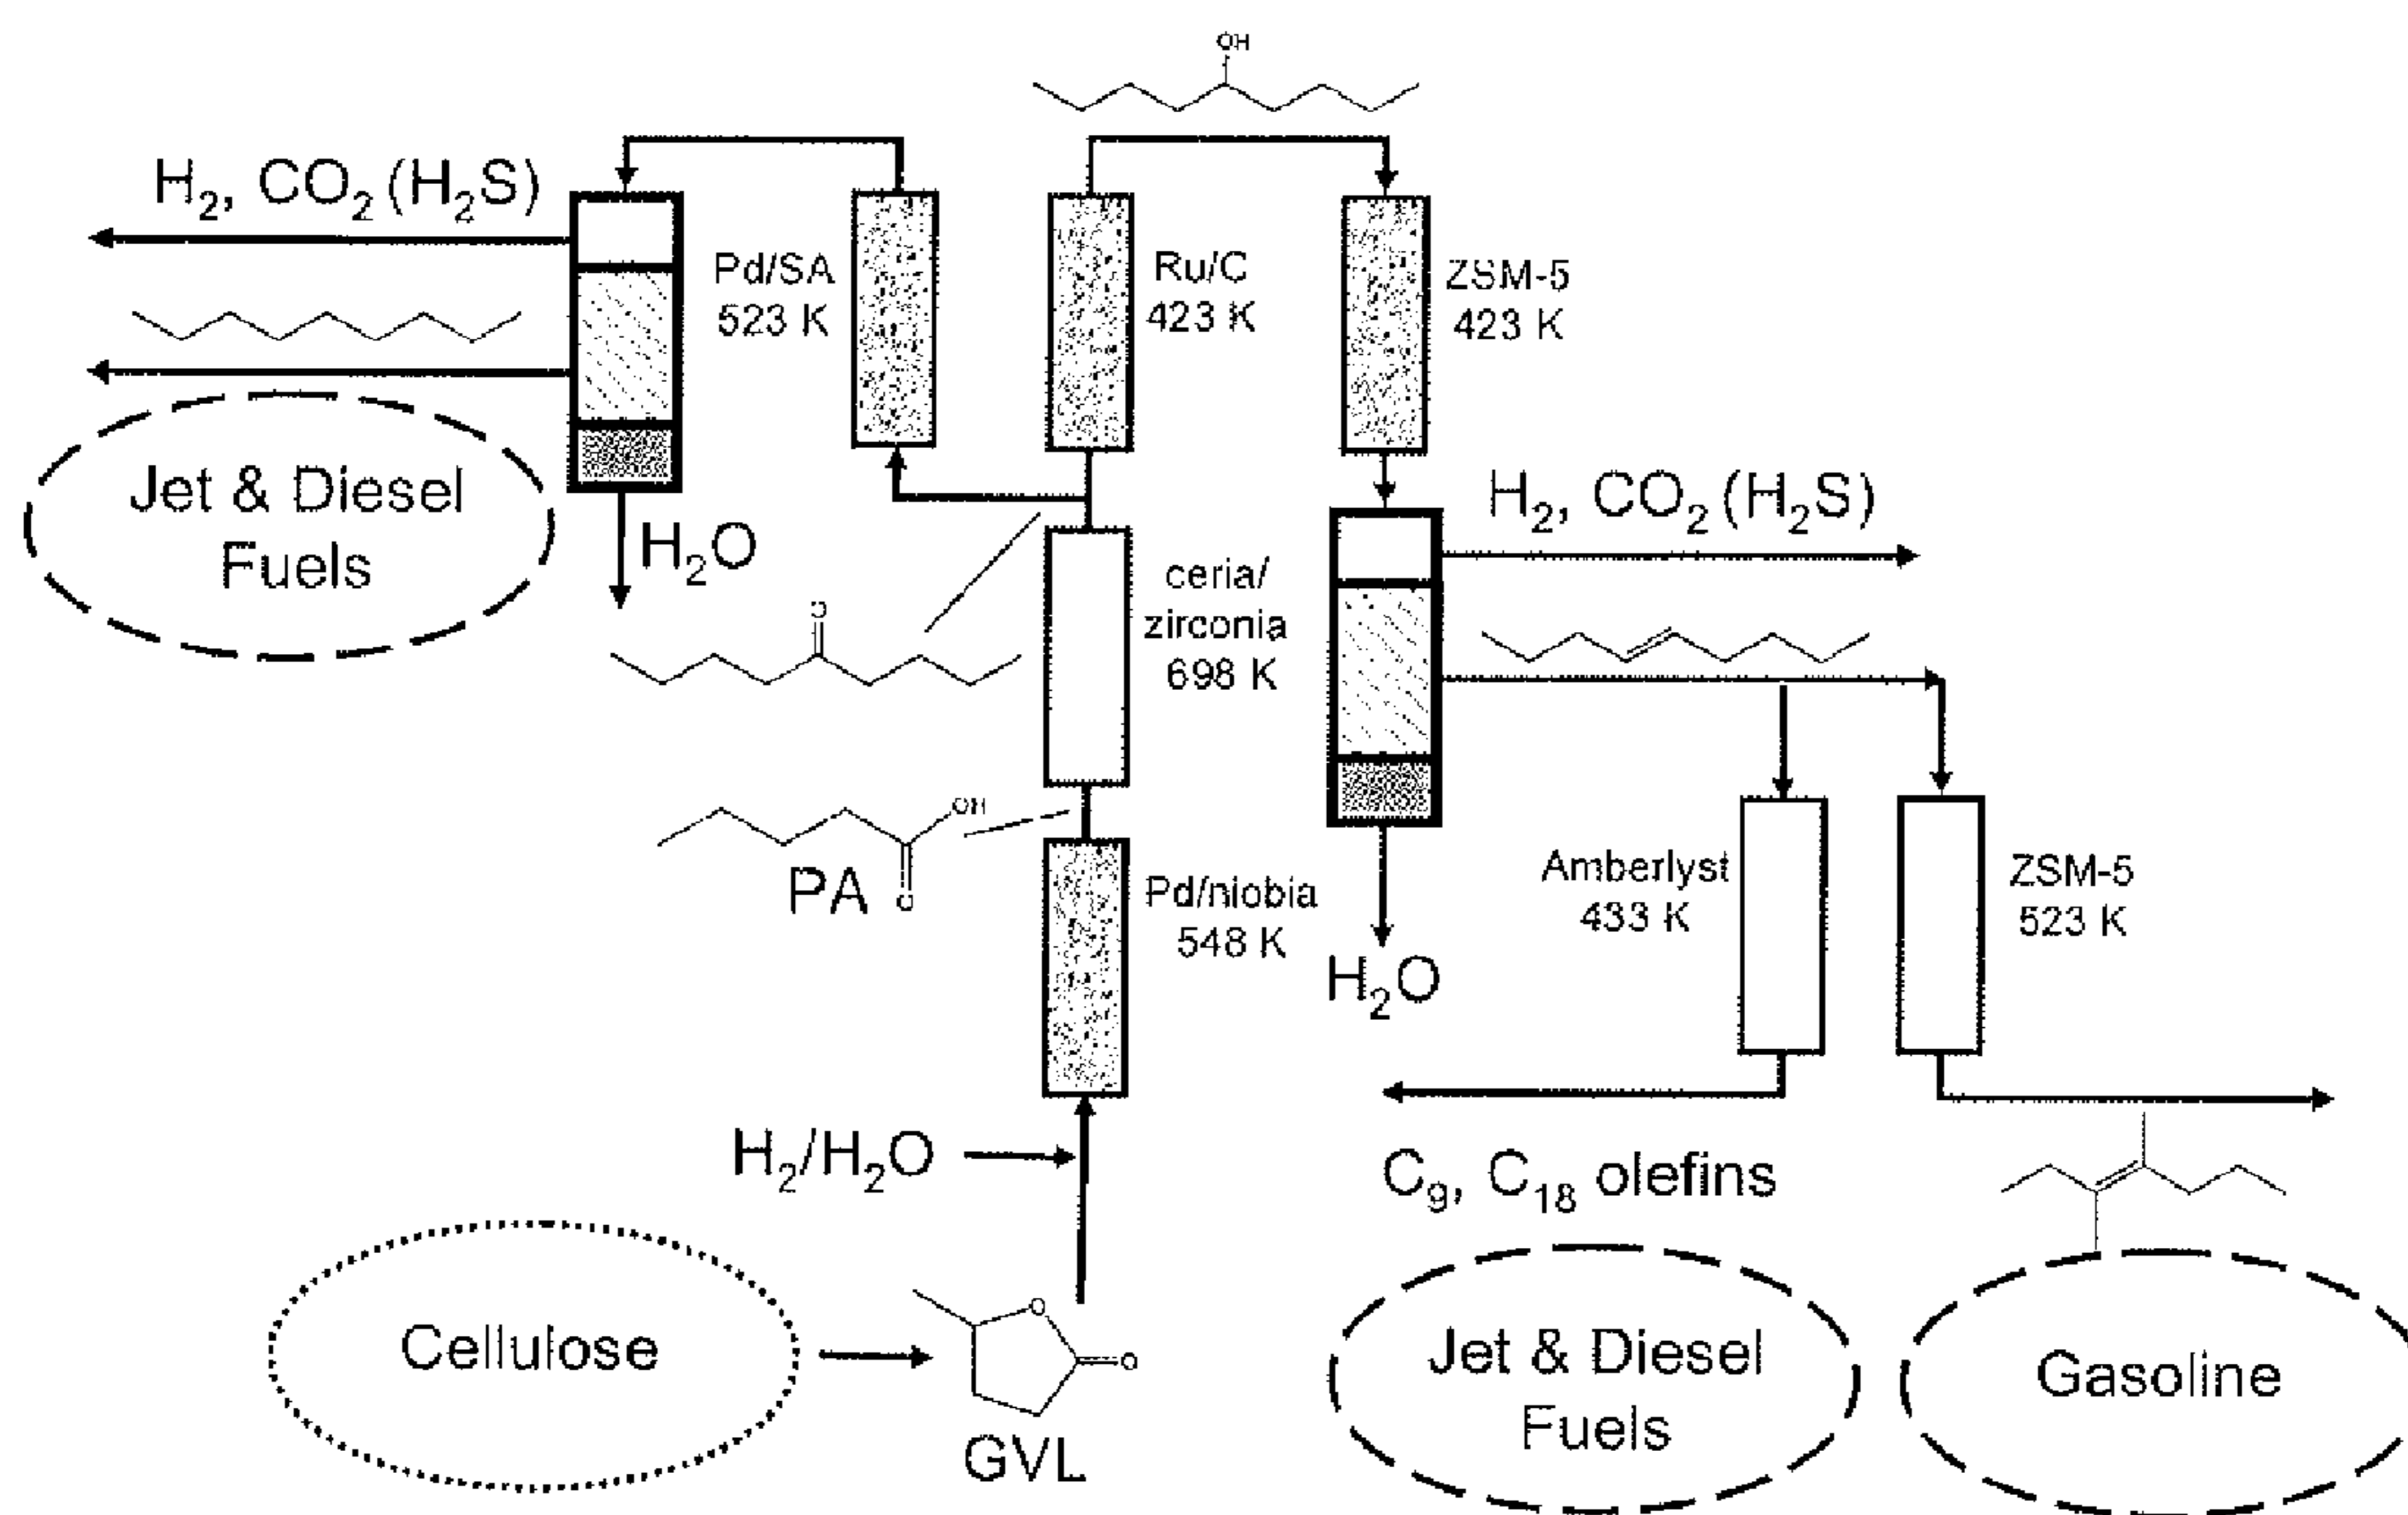 OH
H₂, CO₂ (H₂S)
Pd/SA
523 K
Ru/C
423 K
ZSM-5
423 K
Jet & Diesel
Fuels
H₂O
H₂, CO₂ (H₂S)
ceria/
zirconia
698 K
O
OH
O
PA
Pd/niobia
548 K
Amberlyst
433 K
ZSM-5
523 K
H₂O
H₂/H₂O
C₉, C₁₈ olefins
Cellulose
O
O
GVL
Jet & Diesel
Fuels
Gasoline